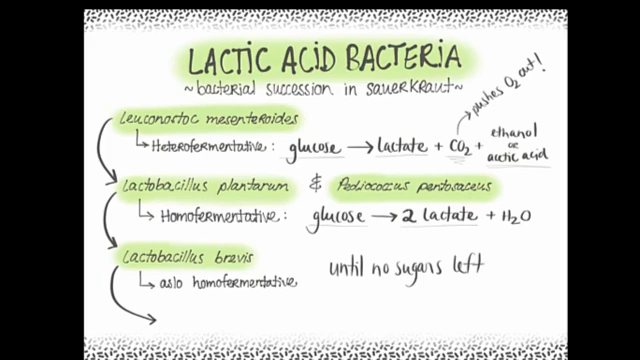 LACTIC ACID BACTERIA
~bacterial succession in sauerkraut~
pushes O2 out!
Leuconostoc mesenteroides
Heterofermentative: glucose → lactate + CO2 + ethanol or acetic acid
Lactobacillus plantarum & Pediococcus pentosaceus
Homofermentative: glucose → 2 lactate + H2O
Lactobacillus brevis
until no sugars left
aslo homofermentative